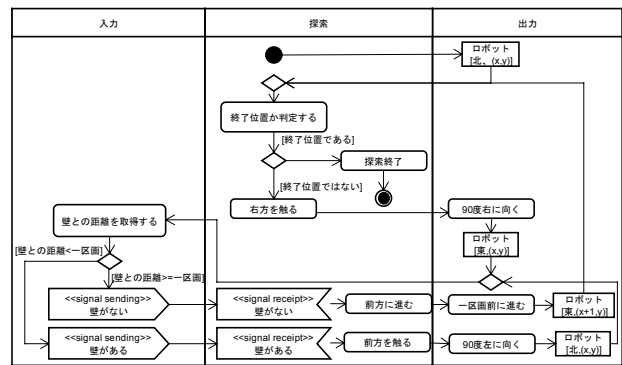 入力
探索
出力
ロボット
[北、(x,y)]
終了位置か判定する
[終了位置である]
探索終了
[終了位置ではない]
右方を触る
90度右に向く
壁との距離を取得する
ロボット
[東,(x,y)]
[壁との距離<一区画]
[壁との距離>=一区画]
<<signal sending>>
壁がない
<<signal receipt>>
壁がない
前方に進む
一区画前に進む
ロボット
[東,(x+1,y)]
<<signal sending>>
壁がある
<<signal receipt>>
壁がある
前方を触る
90度左に向く
ロボット
[北,(x,y)]